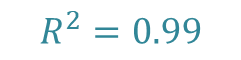 R² = 0.99